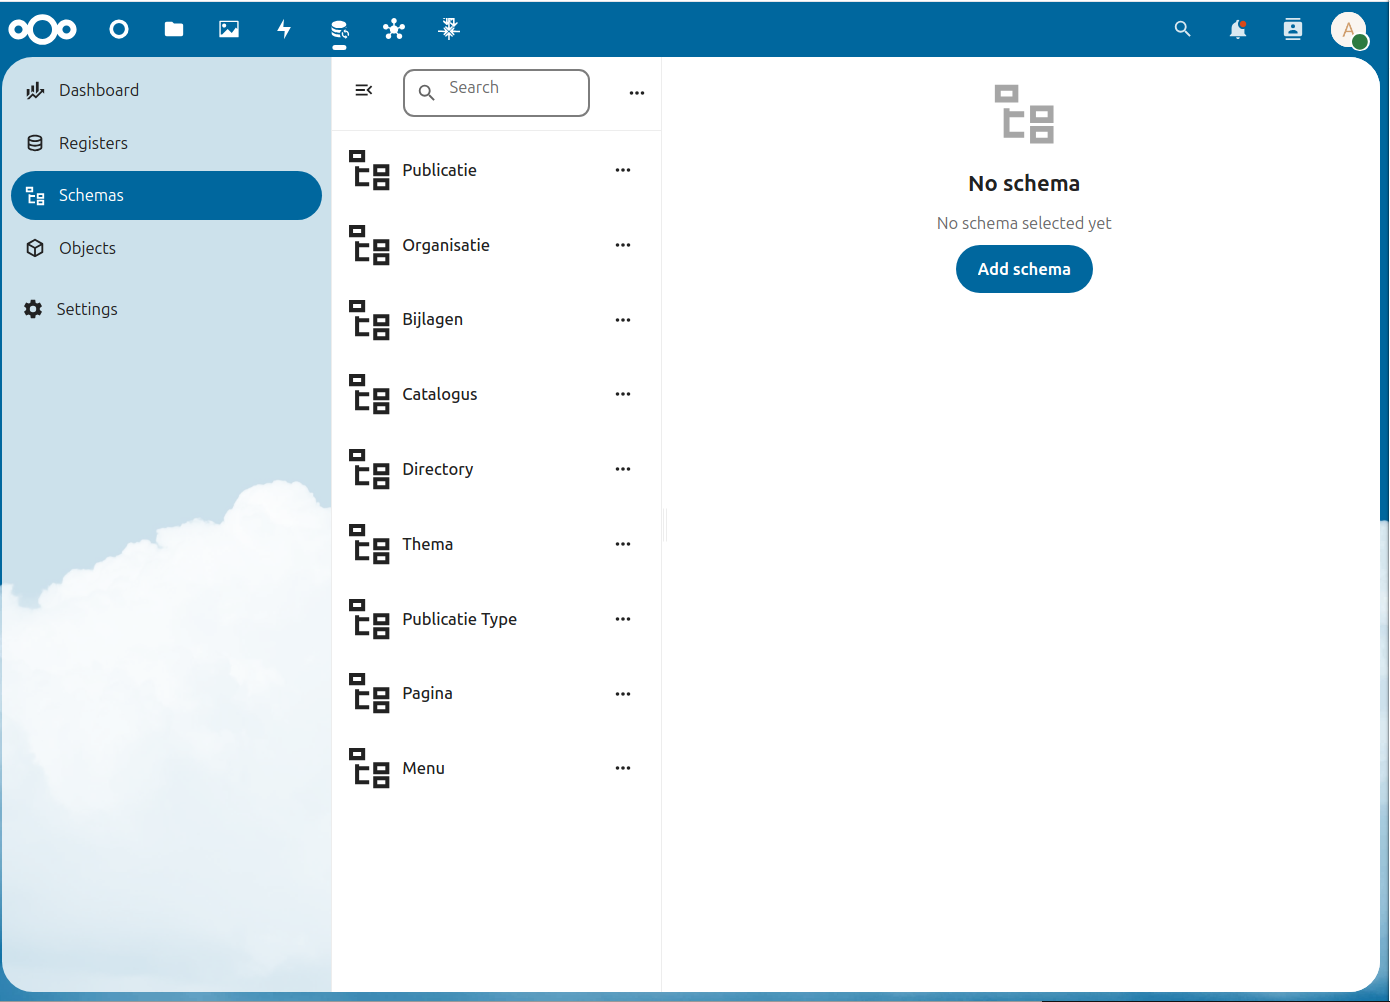 A
Dashboard
Registers
Schemas
Objects
Settings
Search
Publicatie
Organisatie
Bijlagen
Catalogus
Directory
Thema
Publicatie Type
Pagina
Menu
No schema
No schema selected yet
Add schema